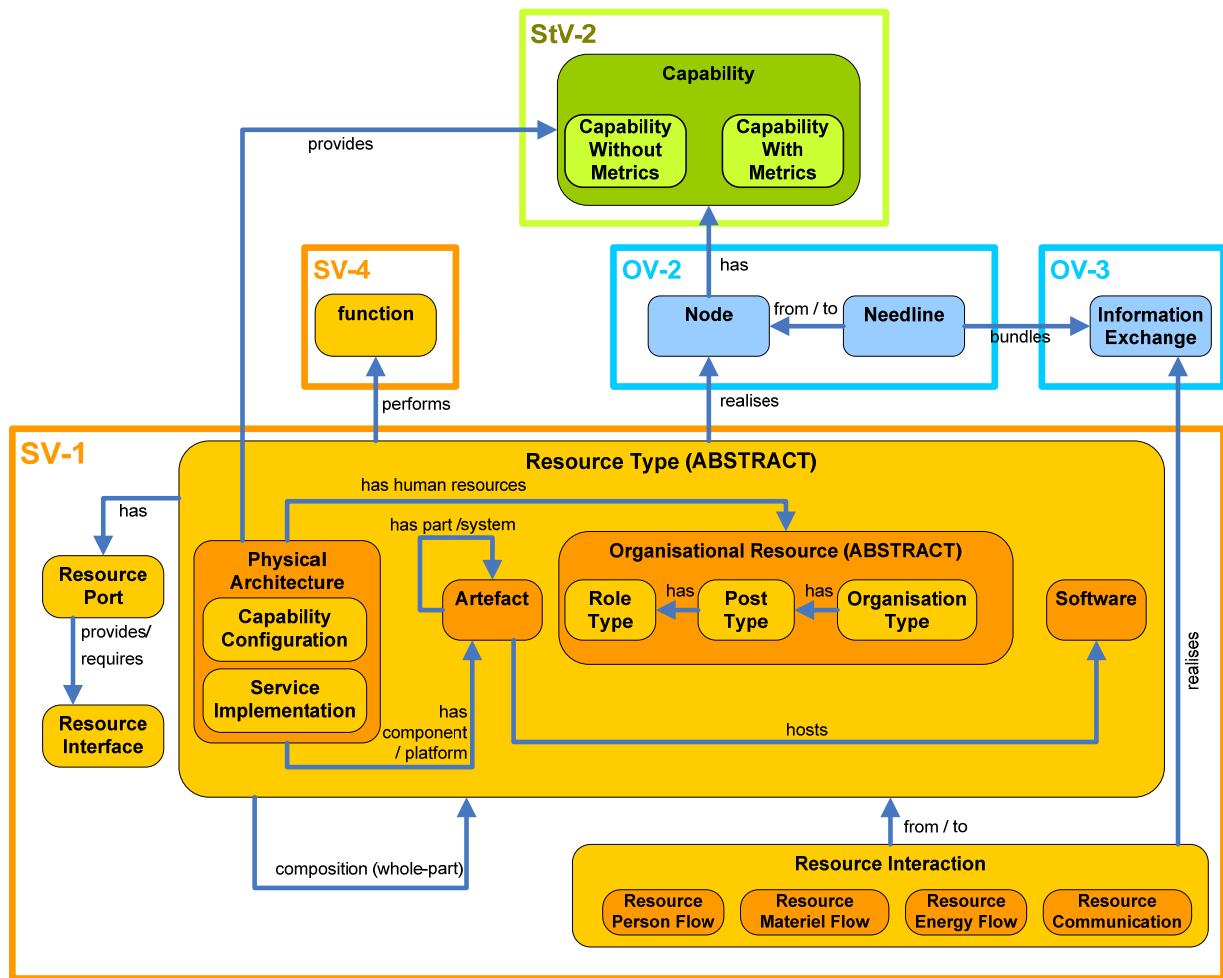 StV-2
Capability
Capability
Without
Metrics
Capability
With
Metrics
provides
has
SV-4
function
OV-2
Node
from / to
Needline
bundles
OV-3
Information
Exchange
performs
realises
realises
SV-1
Resource Type (ABSTRACT)
has
has human resources
has part /system
Resource
Port
provides/
requires
Resource
Interface
Physical
Architecture
Capability
Configuration
Service
Implementation
Artefact
has
component
/ platform
Organisational Resource (ABSTRACT)
Role
Type
has
Post
Type
has
Organisation
Type
Software
hosts
composition (whole-part)
from / to
Resource Interaction
Resource
Person Flow
Resource
Materiel Flow
Resource
Energy Flow
Resource
Communication